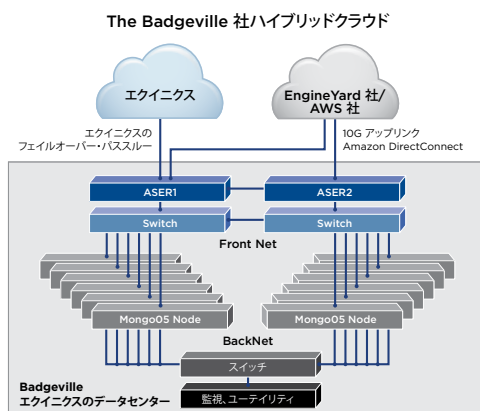 The Badgeville 社ハイブリッドクラウド
エクイニクス
EngineYard 社/
AWS 社
エクイニクスの
フェイルオーバー・パススルー
10G アップリンク
Amazon DirectConnect
ASER1
ASER2
Switch
Switch
Front Net
Mongo05 Node
Mongo05 Node
BackNet
スイッチ
監視、ユーテイリティ
Badgeville
エクイニクスのデータセンター